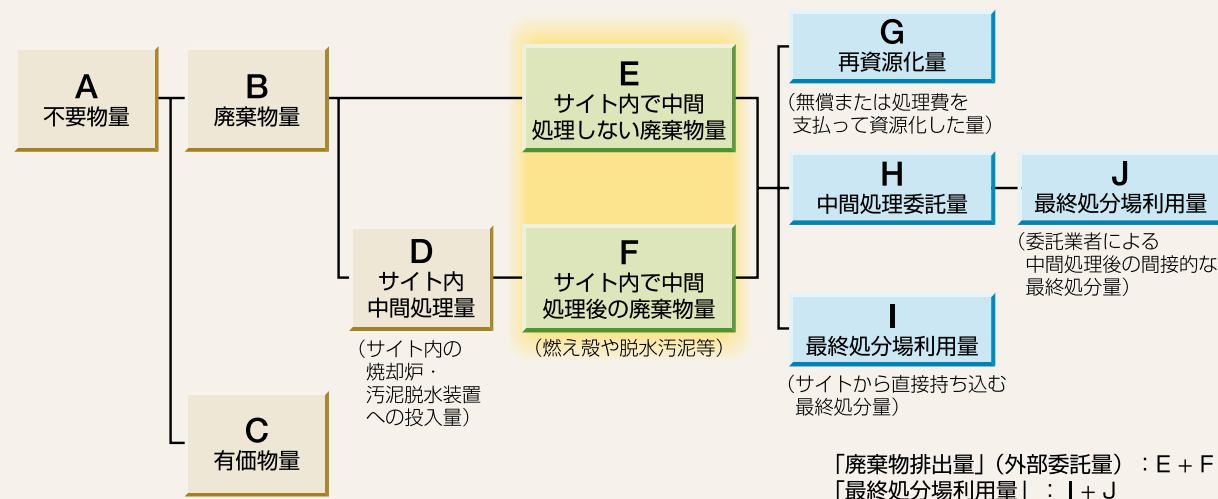 A
不要物量
B
廃棄物量
C
有価物量
D
サイト内
中間処理量
(サイト内の
焼却炉・
汚泥脱水装置
への投入量)
E
サイト内で中間
処理しない廃棄物量
F
サイト内で中間
処理後の廃棄物量
(燃え殻や脱水汚泥等)
G
再資源化量
(無償または処理費を
支払って資源化した量)
H
中間処理委託量
I
最終処分場利用量
(サイトから直接持ち込む
最終処分量)
J
最終処分場利用量
(委託業者による
中間処理後の間接的な
最終処分量)
「廃棄物排出量」(外部委託量):E + F
「最終処分場利用量」:I + J